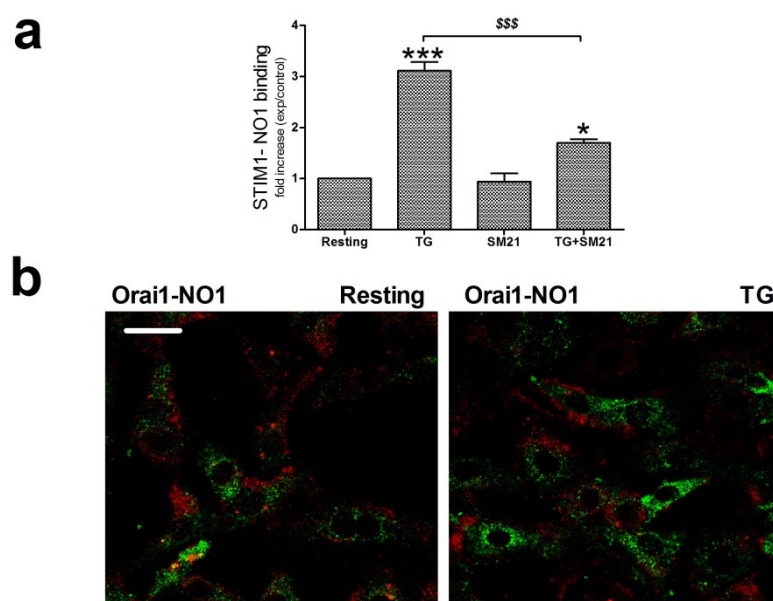 a
$$$
***
*
STIM1- NO1 binding
fold increase (exp/control)
4
3
2
1
0
Resting TG SM21 TG+SM21
b
Orai1-NO1 Resting Orai1-NO1 TG